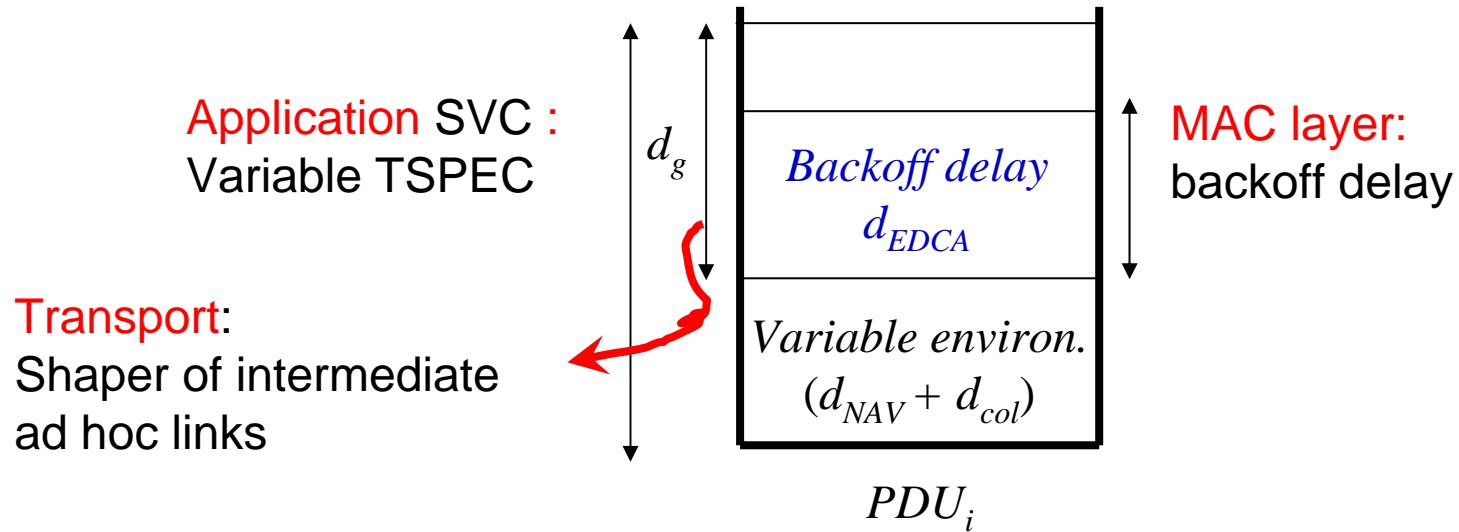 Application SVC :
Variable TSPEC
Transport:
Shaper of intermediate
ad hoc links
d_g
Backoff delay
d_EDCA
Variable environ.
(d_NAV + d_col)
PDU_i
MAC layer:
backoff delay